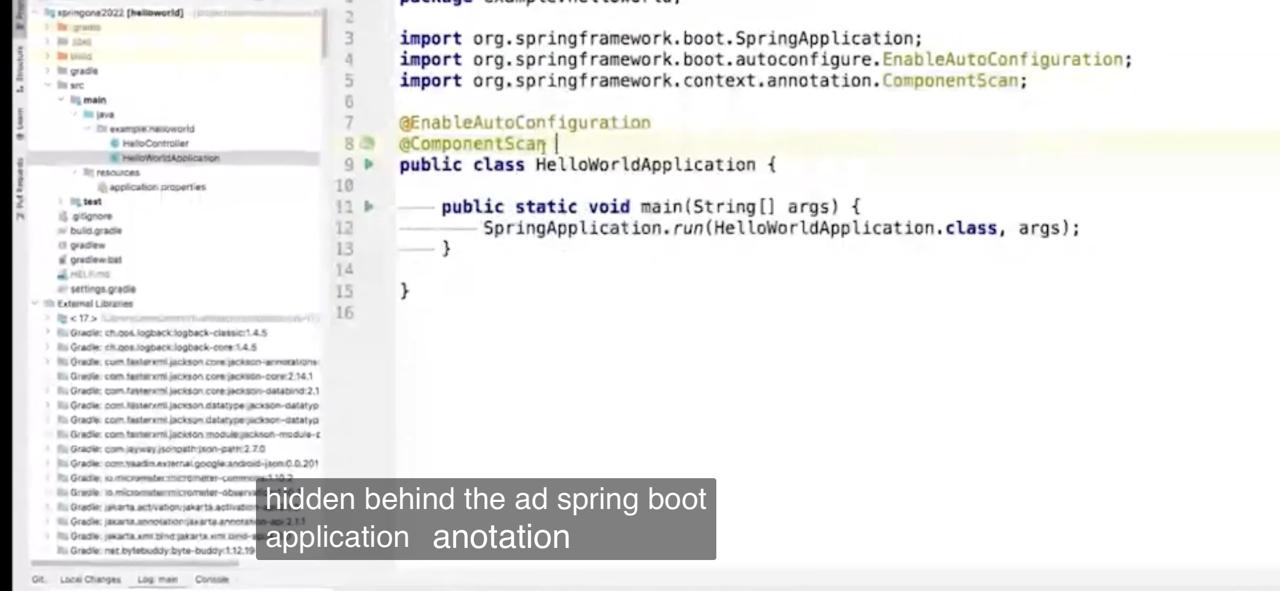 springone2022 [helloworld]
gradle
src
main
java
example.helloworld
HelloController
HelloWorldApplication
resources
application.properties
test
.gitignore
build.gradle
gradlew
gradlew.bat
HELP.md
settings.gradle
External Libraries
< 17 >
Gradle: ch.qos.logback:logback-classic:1.4.5
Gradle: ch.qos.logback:logback-core:1.4.5
Gradle: com.fasterxml.jackson.core:jackson-annotations:
Gradle: com.fasterxml.jackson.core:jackson-core:2.14.1
Gradle: com.fasterxml.jackson.core:jackson-databind:2.1
Gradle: com.fasterxml.jackson.datatype:jackson-datatyp
Gradle: com.fasterxml.jackson.datatype:jackson-datatyp
Gradle: com.fasterxml.jackson.module:jackson-module-p
Gradle: com.jayway.jsonpath:json-path:2.7.0
Gradle: com.vaadin.external.google:android-json:0.0.201
Gradle: io.micrometer:micrometer-commons:1.10.2
Gradle: io.micrometer:micrometer-observa
Gradle: jakarta.activation:jakarta.activation
Gradle: jakarta.annotation:jakarta.annotation-api:2.1.1
Gradle: jakarta.xml.bind:jakarta.xml.bind-api
Gradle: net.bytebuddy:byte-buddy:1.12.19
Git: Local Changes Log: main Console
Structure
Learn
Pull Requests
2
3 import org.springframework.boot.SpringApplication;
4 import org.springframework.boot.autoconfigure.EnableAutoConfiguration;
5 import org.springframework.context.annotation.ComponentScan;
6
7 @EnableAutoConfiguration
8 @ComponentScan
9 public class HelloWorldApplication {
10
11 public static void main(String[] args) {
12 SpringApplication.run(HelloWorldApplication.class, args);
13 }
14
15 }
16
hidden behind the ad spring boot
application anotation